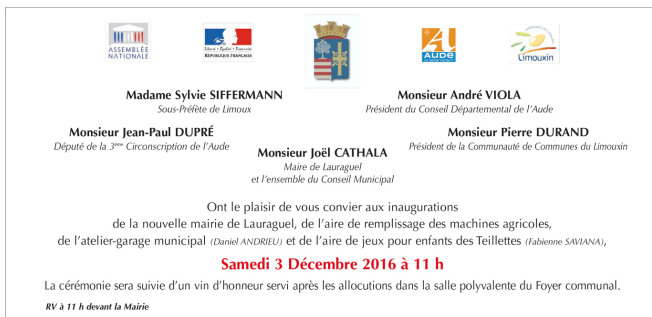 ASSEMBLÉE
NATIONALE
Liberté • Égalité • Fraternité
RÉPUBLIQUE FRANÇAISE
AUDE
Limouxin
Madame Sylvie SIFFERMANN
Sous-Préfète de Limoux
Monsieur André VIOLA
Président du Conseil Départemental de l'Aude
Monsieur Jean-Paul DUPRÉ
Député de la 3ème Circonscription de l'Aude
Monsieur Pierre DURAND
Président de la Communauté de Communes du Limouxin
Monsieur Joël CATHALA
Maire de Lauraguel
et l'ensemble du Conseil Municipal
Ont le plaisir de vous convier aux inaugurations
de la nouvelle mairie de Lauraguel, de l'aire de remplissage des machines agricoles,
de l'atelier-garage municipal (Daniel ANDRIEU) et de l'aire de jeux pour enfants des Teillettes (Fabienne SAVIANA),
Samedi 3 Décembre 2016 à 11 h
La cérémonie sera suivie d'un vin d'honneur servi après les allocutions dans la salle polyvalente du Foyer communal.
RV à 11 h devant la Mairie